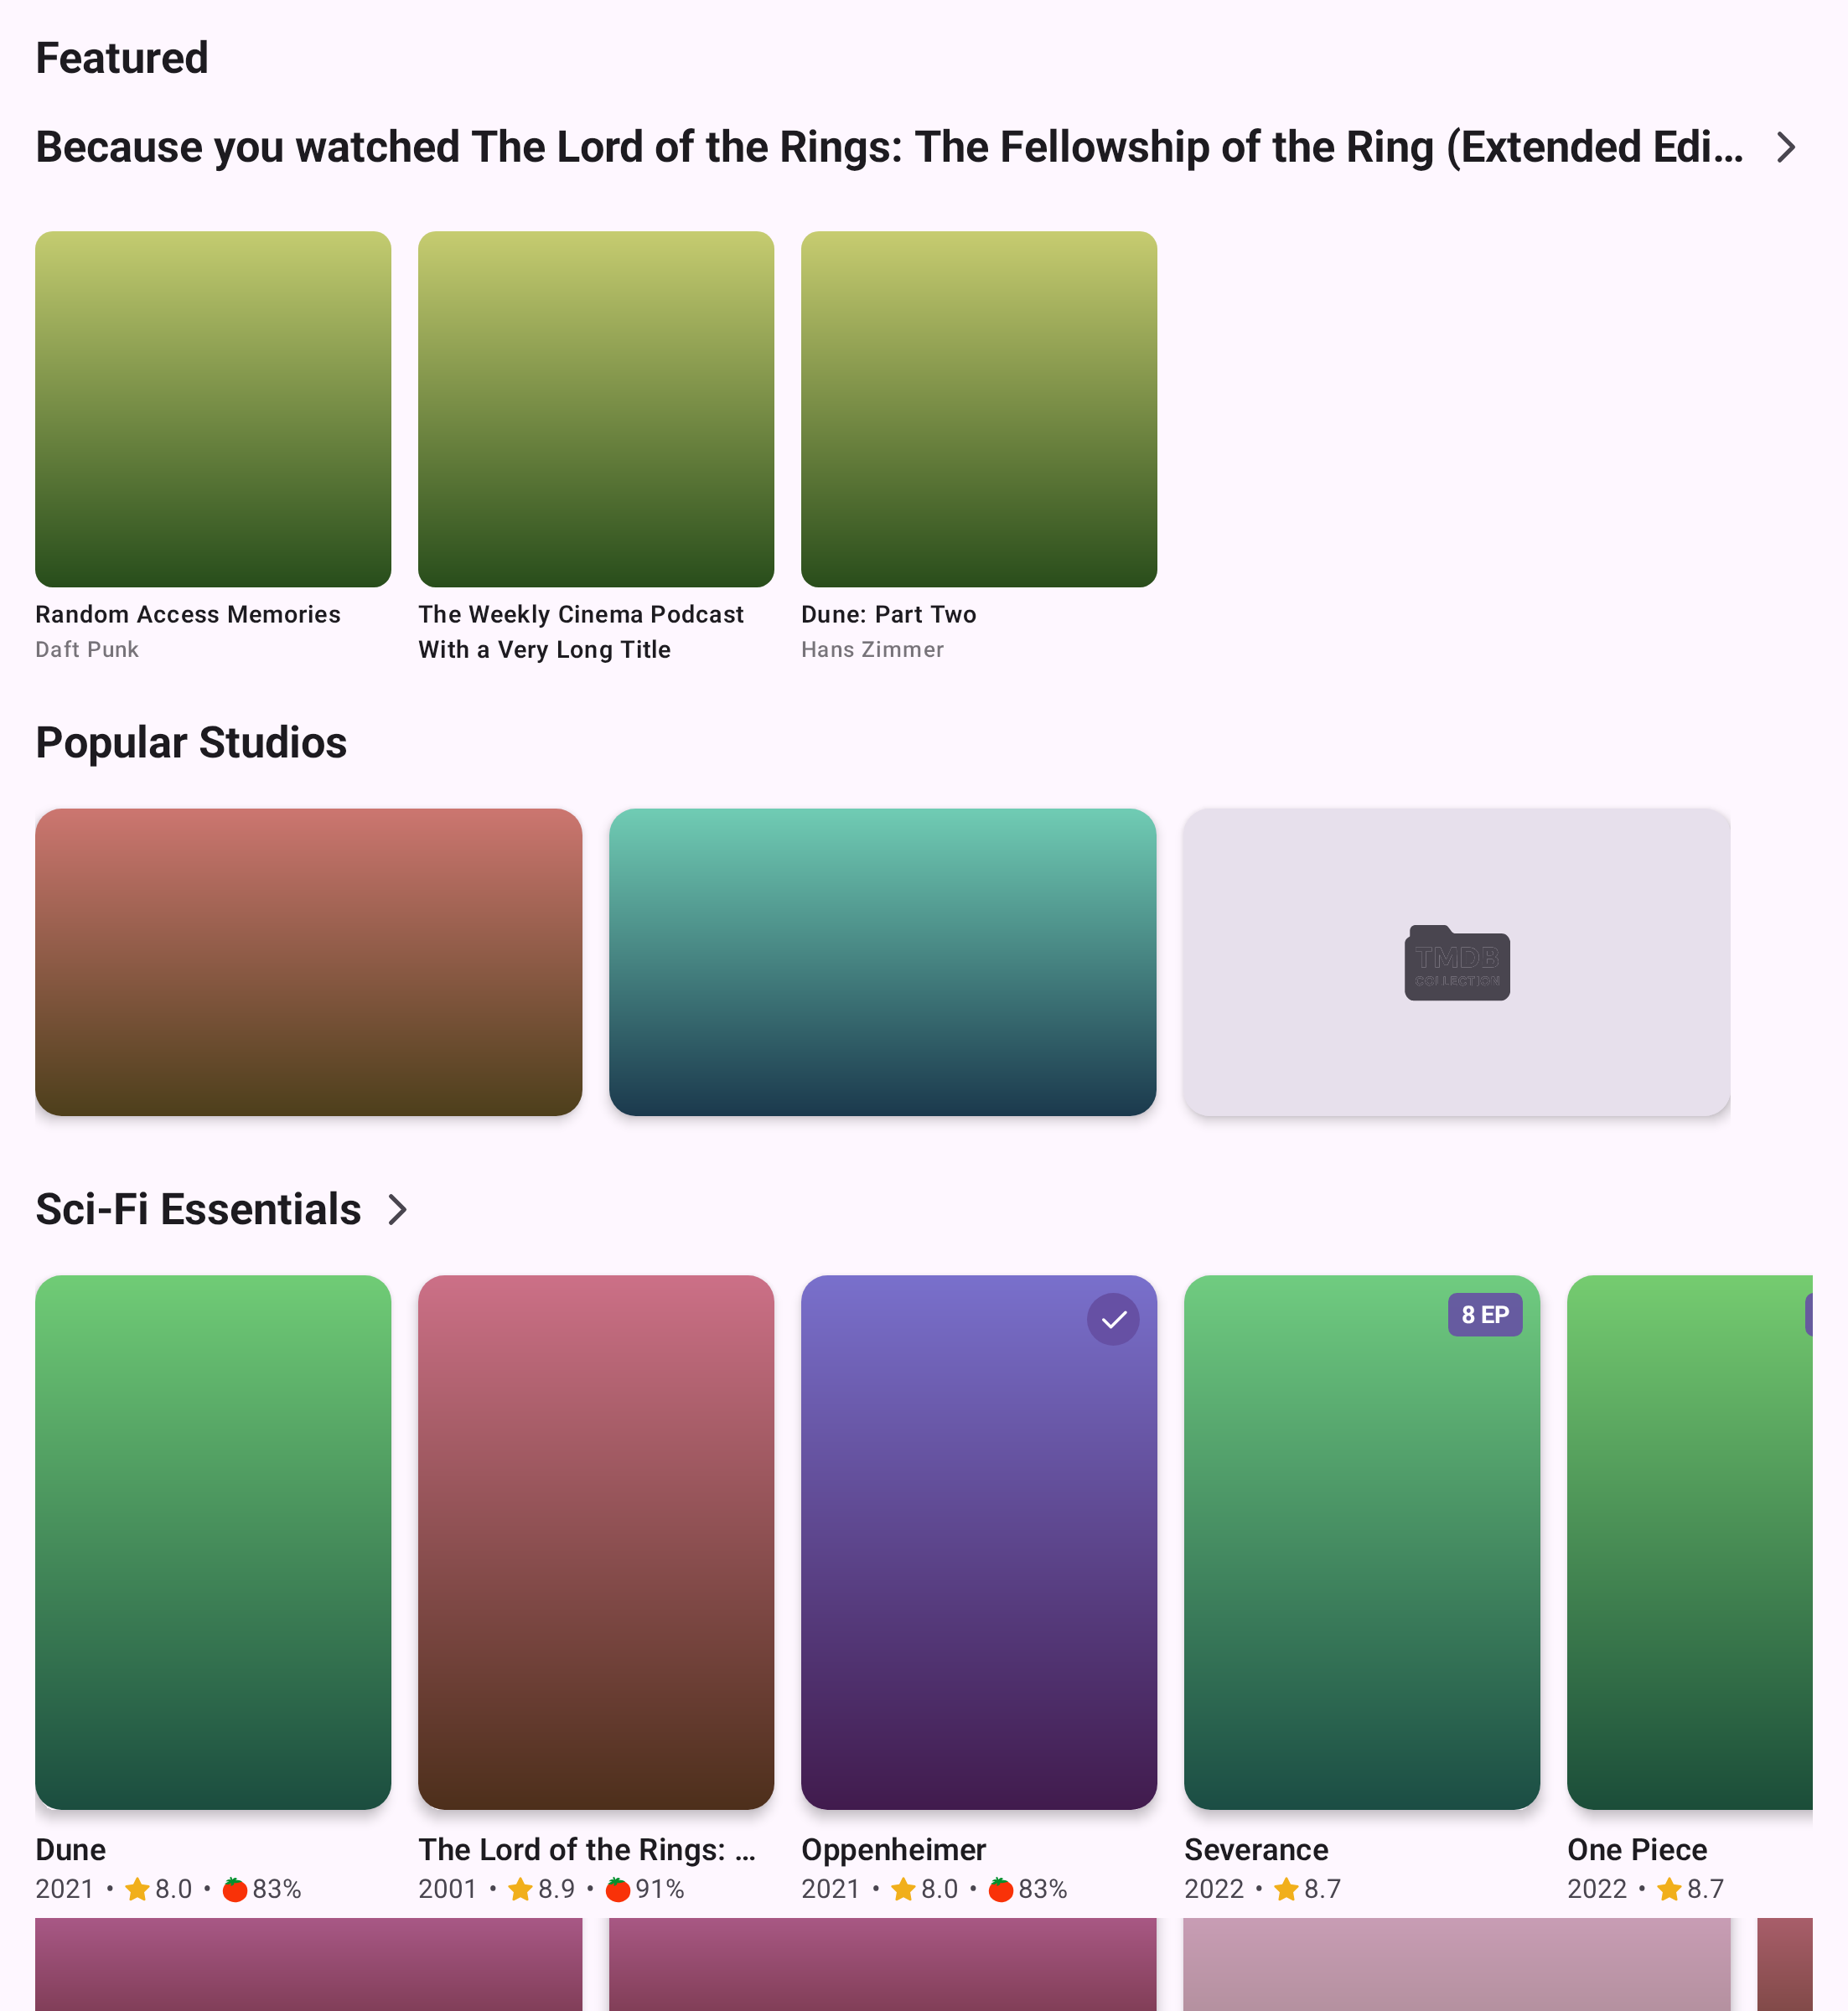 Featured
Because you watched The Lord of the Rings: The Fellowship of the Ring (Extended Edi...
Random Access Memories
Daft Punk
The Weekly Cinema Podcast
With a Very Long Title
Dune: Part Two
Hans Zimmer
Popular Studios
TMDB
COLLECTION
Sci-Fi Essentials
8 EP
Dune
2021 • 8.0 • 83%
The Lord of the Rings: ...
2001 • 8.9 • 91%
Oppenheimer
2021 • 8.0 • 83%
Severance
2022 • 8.7
One Piece
2022 • 8.7